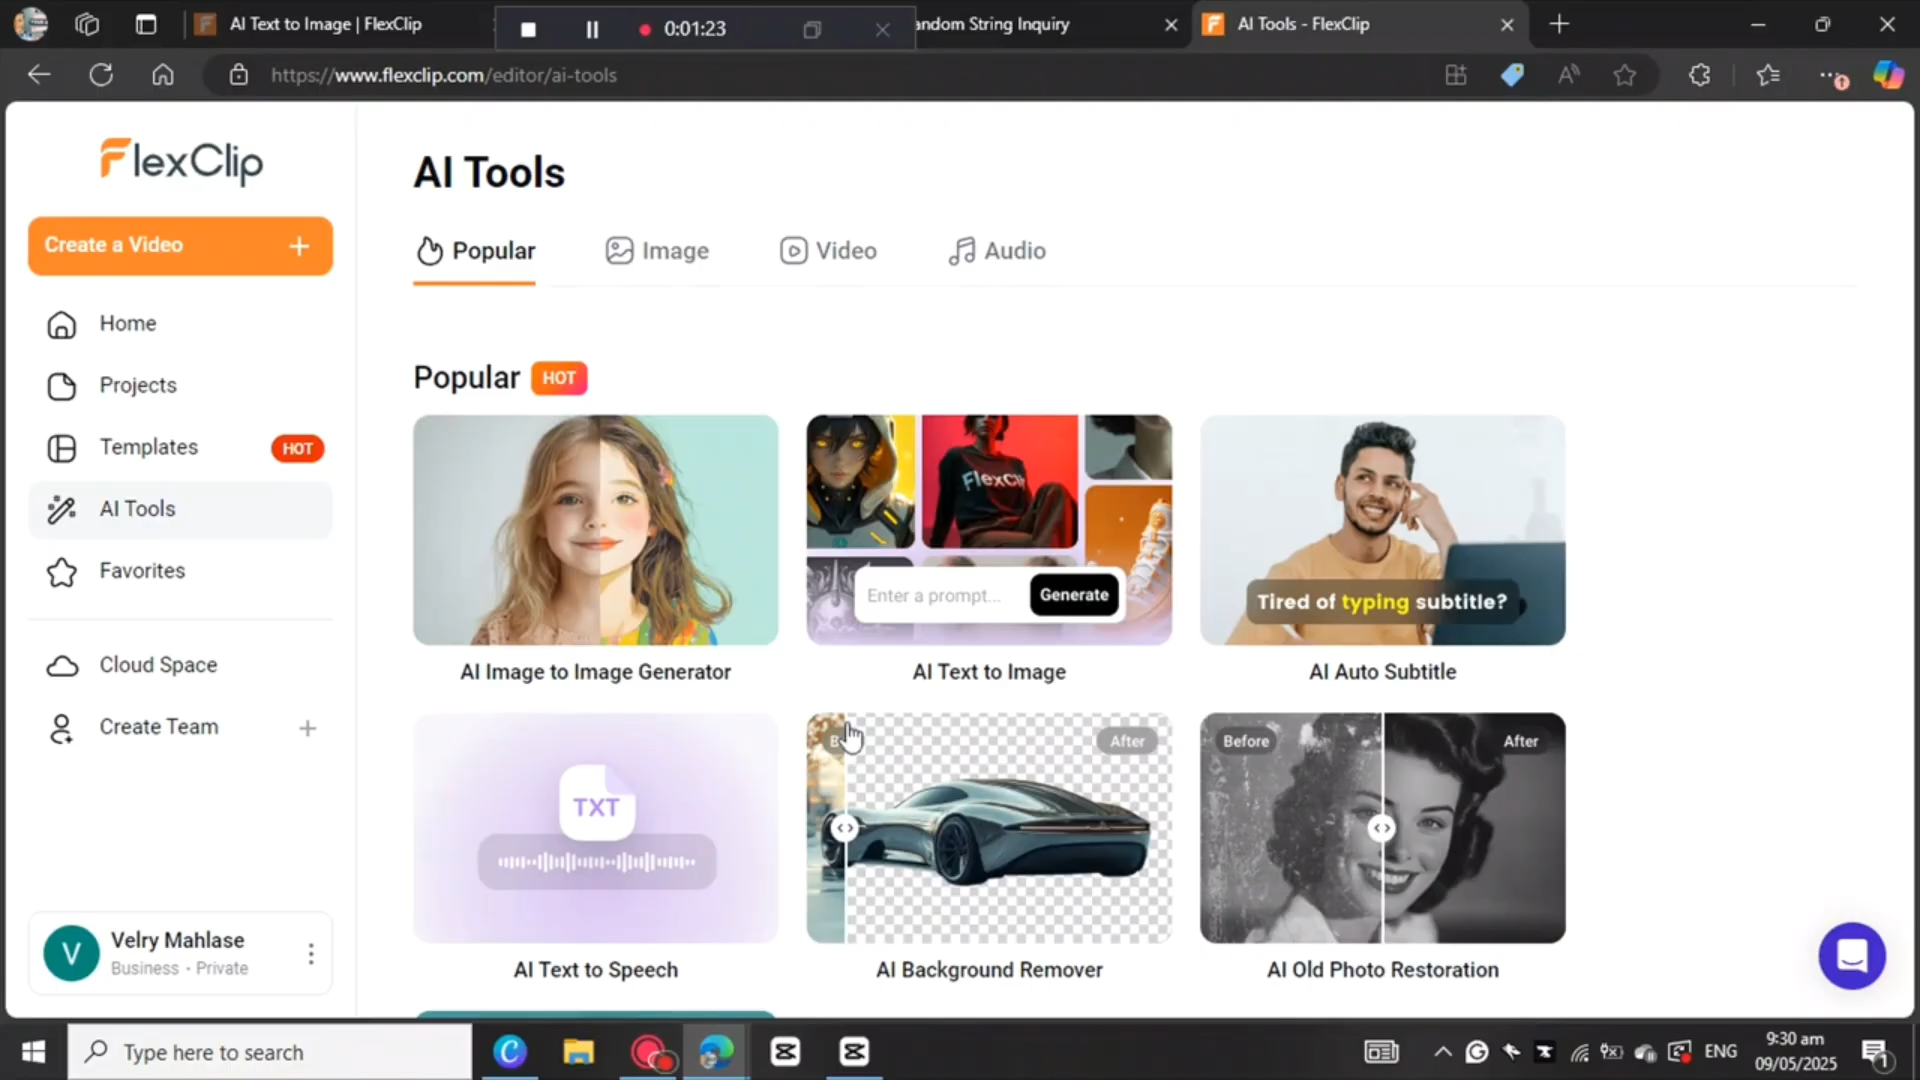 AI Text to Image | FlexClip
0:01:23
andom String Inquiry
AI Tools - FlexClip
https://www.flexclip.com/editor/ai-tools
FlexClip
AI Tools
Create a Video
Popular
Image
Video
Audio
Home
Projects
Templates
HOT
AI Tools
Favorites
Cloud Space
Create Team
Popular HOT
FlexCli
Enter a prompt...
Generate
Tired of typing subtitle?
AI Image to Image Generator
AI Text to Image
AI Auto Subtitle
TXT
After
Before
After
AI Text to Speech
AI Background Remover
AI Old Photo Restoration
V
Velry Mahlase
Business • Private
Type here to search
ENG
9:30 am
09/05/2025
1